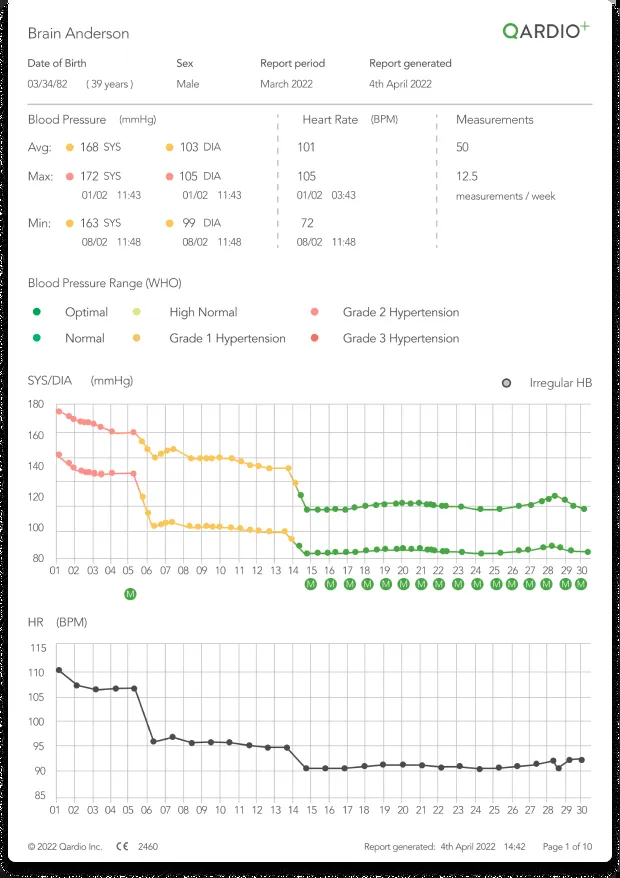 Brain Anderson
QARDIO+
Date of Birth Sex Report period Report generated
03/34/82 ( 39 years ) Male March 2022 4th April 2022
Blood Pressure (mmHg) Heart Rate (BPM) Measurements
Avg: 168 SYS 103 DIA 101 50
Max: 172 SYS 105 DIA 105 12.5
01/02 11:43 01/02 11:43 01/02 03:43 measurements / week
Min: 163 SYS 99 DIA 72
08/02 11:48 08/02 11:48 08/02 11:48
Blood Pressure Range (WHO)
Optimal High Normal Grade 2 Hypertension
Normal Grade 1 Hypertension Grade 3 Hypertension
SYS/DIA (mmHg) Irregular HB
180
160
140
120
100
80
01 02 03 04 05 06 07 08 09 10 11 12 13 14 15 16 17 18 19 20 21 22 23 24 25 26 27 28 29 30
M M M M M M M M M M M M M M M M
M
HR (BPM)
115
110
105
100
95
90
85
01 02 03 04 05 06 07 08 09 10 11 12 13 14 15 16 17 18 19 20 21 22 23 24 25 26 27 28 29 30
© 2022 Qardio Inc. CE 2460 Report generated: 4th April 2022 14:42 Page 1 of 10